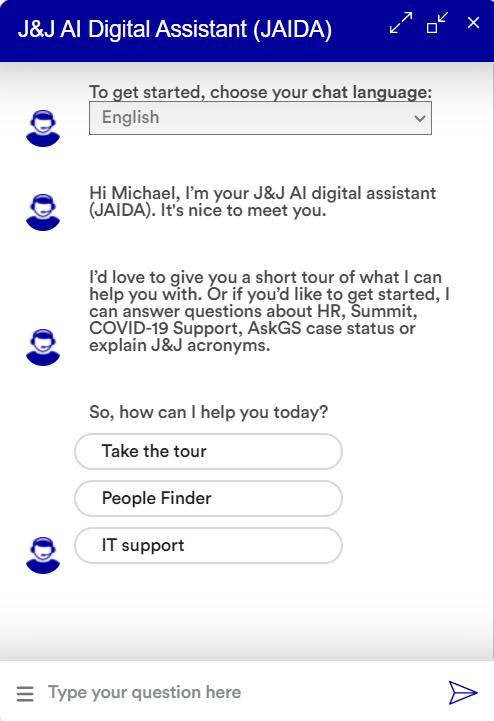 J&J AI Digital Assistant (JAIDA)
To get started, choose your chat language:
English
Hi Michael, I’m your J&J AI digital assistant
(JAIDA). It's nice to meet you.
I’d love to give you a short tour of what I can
help you with. Or if you’d like to get started, I
can answer questions about HR, Summit,
COVID-19 Support, AskGS case status or
explain J&J acronyms.
So, how can I help you today?
Take the tour
People Finder
IT support
Type your question here